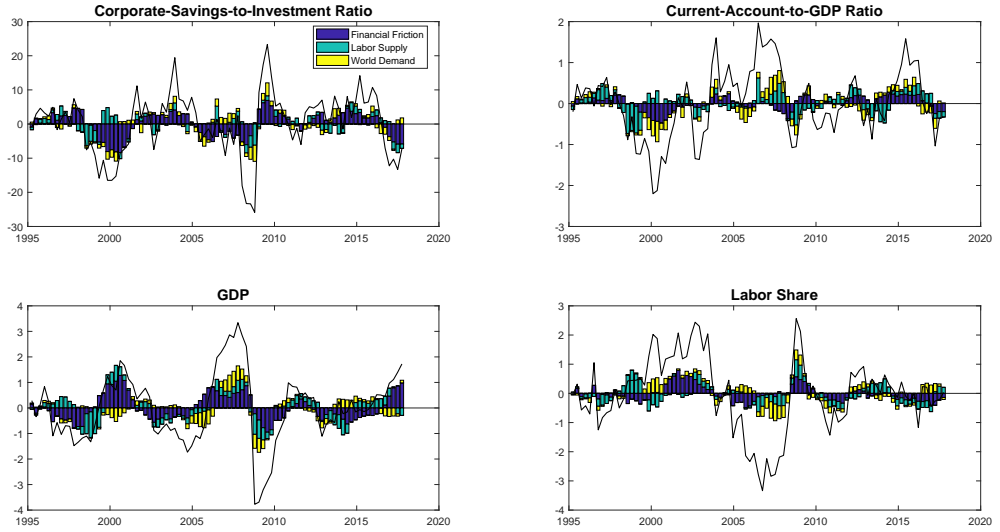 Corporate-Savings-to-Investment Ratio
30
20
10
0
-10
-20
-30
1995 2000 2005 2010 2015 2020
Financial Friction
Labor Supply
World Demand
Current-Account-to-GDP Ratio
2
1
0
-1
-2
-3
1995 2000 2005 2010 2015 2020
GDP
4
3
2
1
0
-1
-2
-3
-4
1995 2000 2005 2010 2015 2020
Labor Share
3
2
1
0
-1
-2
-3
-4
1995 2000 2005 2010 2015 2020